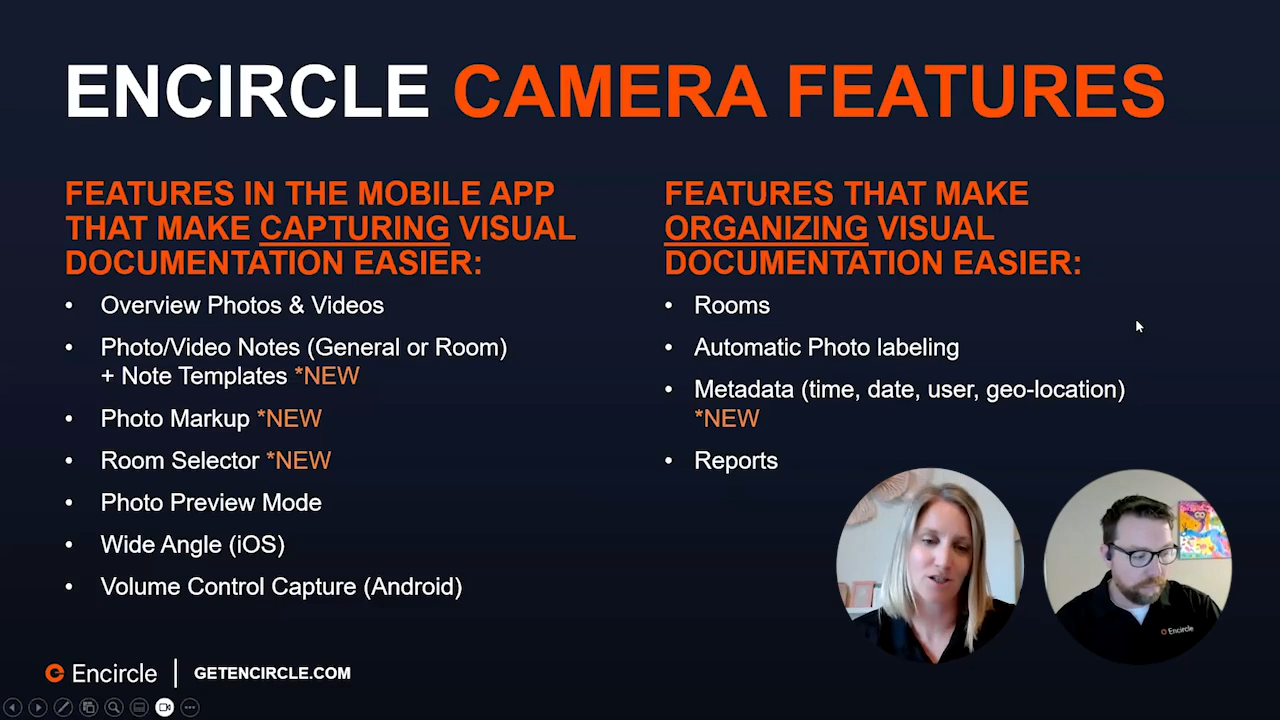 ENCIRCLE CAMERA FEATURES
FEATURES IN THE MOBILE APP
THAT MAKE CAPTURING VISUAL
DOCUMENTATION EASIER:
• Overview Photos & Videos
• Photo/Video Notes (General or Room)
+ Note Templates *NEW
• Photo Markup *NEW
• Room Selector *NEW
• Photo Preview Mode
• Wide Angle (iOS)
• Volume Control Capture (Android)
FEATURES THAT MAKE
ORGANIZING VISUAL
DOCUMENTATION EASIER:
• Rooms
• Automatic Photo labeling
• Metadata (time, date, user, geo-location)
*NEW
• Reports
Encircle
Encircle | GETENCIRCLE.COM